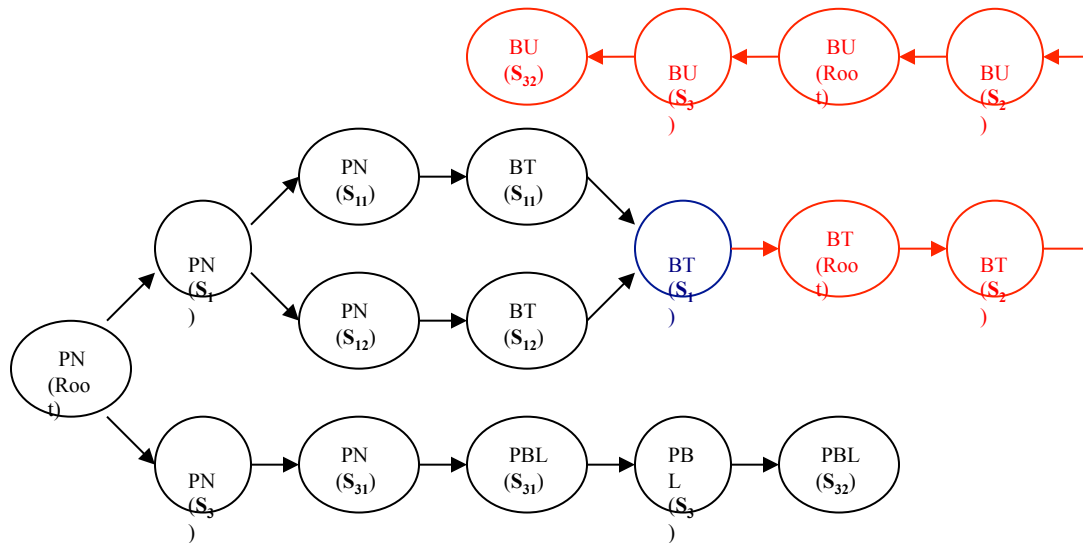 BU
(S32)
BU
(S3
)
BU
(Roo
t)
BU
(S2
)
PN
(S11)
BT
(S11)
PN
(S1
)
BT
(S1
)
BT
(Roo
t)
BT
(S2
)
PN
(S12)
BT
(S12)
PN
(Roo
t)
PN
(S3
)
PN
(S31)
PBL
(S31)
PB
L
(S3
)
PBL
(S32)